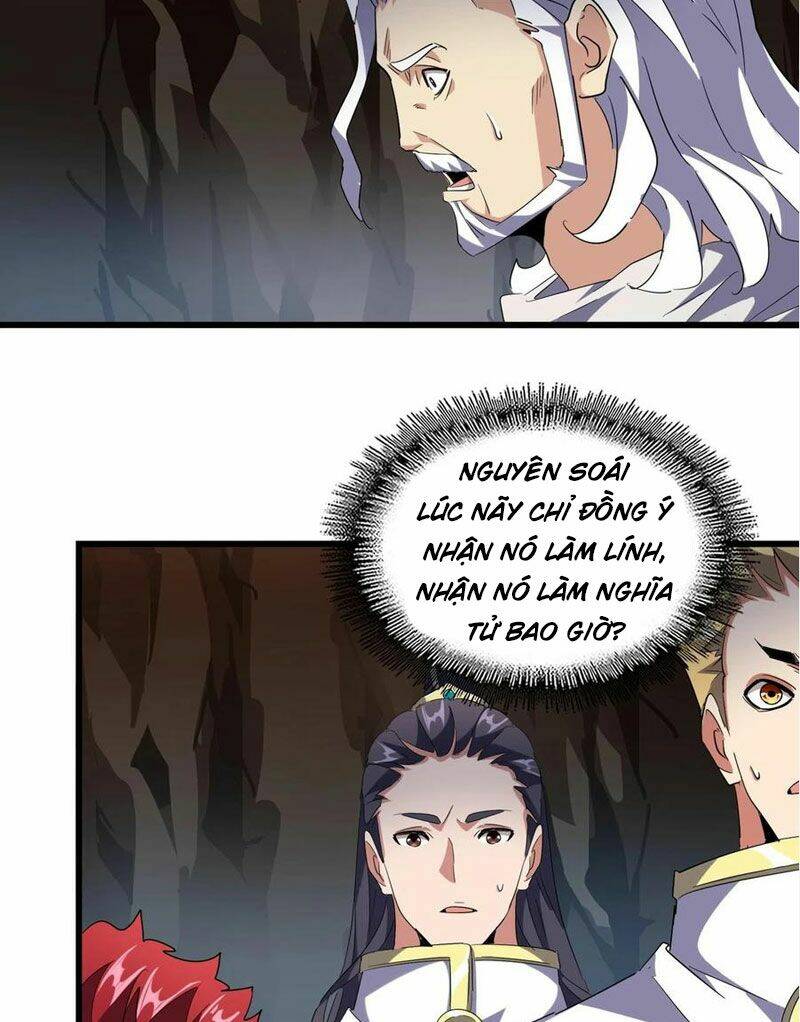 NGUYÊN SOÁI
LÚC NÃY CHỈ ĐỒNG Ý
NHẬN NÓ LÀM LÍNH,
NHẬN NÓ LÀM NGHĨA
TỬ BAO GIỜ?